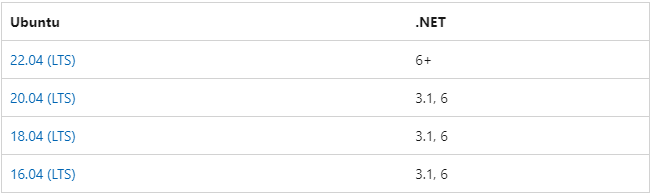 Ubuntu .NET
22.04 (LTS) 6+
20.04 (LTS) 3.1, 6
18.04 (LTS) 3.1, 6
16.04 (LTS) 3.1, 6